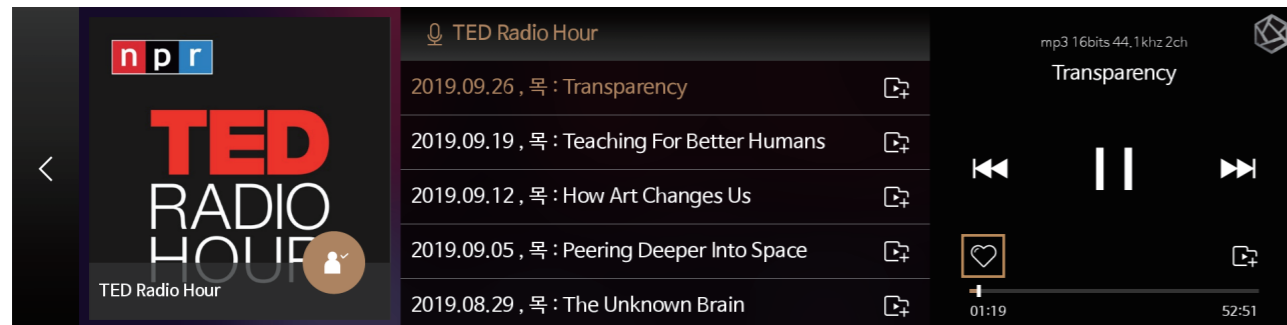 npr
TED
RADIO
HOUR
TED Radio Hour
TED Radio Hour
2019.09.26 , 목 : Transparency
2019.09.19 , 목 : Teaching For Better Humans
2019.09.12 , 목 : How Art Changes Us
2019.09.05 , 목 : Peering Deeper Into Space
2019.08.29 , 목 : The Unknown Brain
mp3 16bits 44.1khz 2ch
Transparency
01:19
52:51